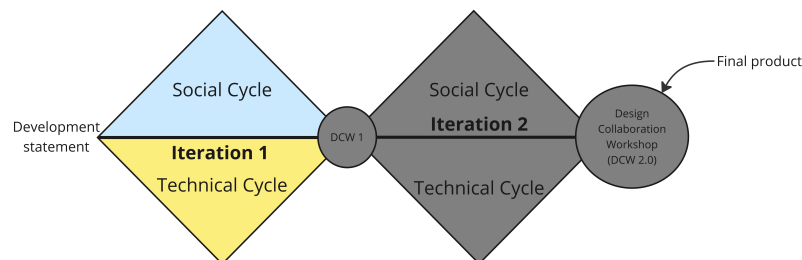 Development
statement
Social Cycle
Iteration 1
Technical Cycle
DCW 1
Social Cycle
Iteration 2
Technical Cycle
Design
Collaboration
Workshop
(DCW 2.0)
Final product